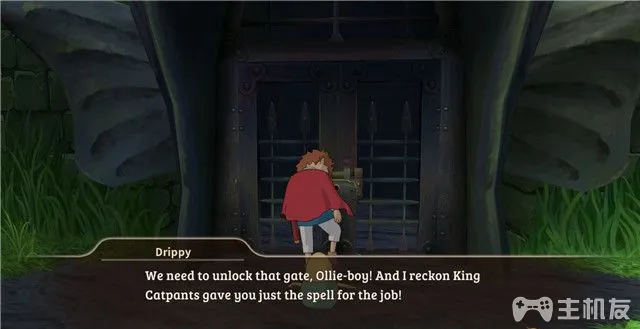 Drippy
We need to unlock that gate, Ollie-boy! And I reckon King
Catpants gave you just the spell for the job!
主机友